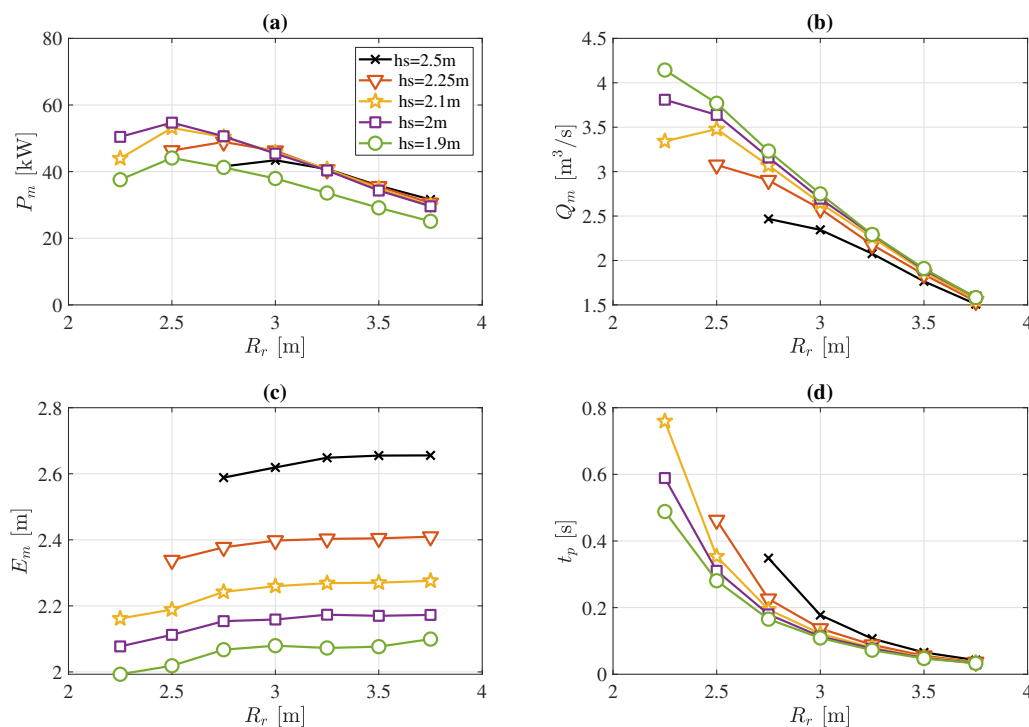 (a)
80
60
40
20
0
P_m [kW]
2 2.5 3 3.5 4
R_r [m]
hs=2.5m
hs=2.25m
hs=2.1m
hs=2m
hs=1.9m
(b)
4.5
4
3.5
3
2.5
2
1.5
Q_m [m³/s]
2 2.5 3 3.5 4
R_r [m]
(c)
2.8
2.6
2.4
2.2
2
E_m [m]
2 2.5 3 3.5 4
R_r [m]
(d)
0.8
0.6
0.4
0.2
0
t_p [s]
2 2.5 3 3.5 4
R_r [m]